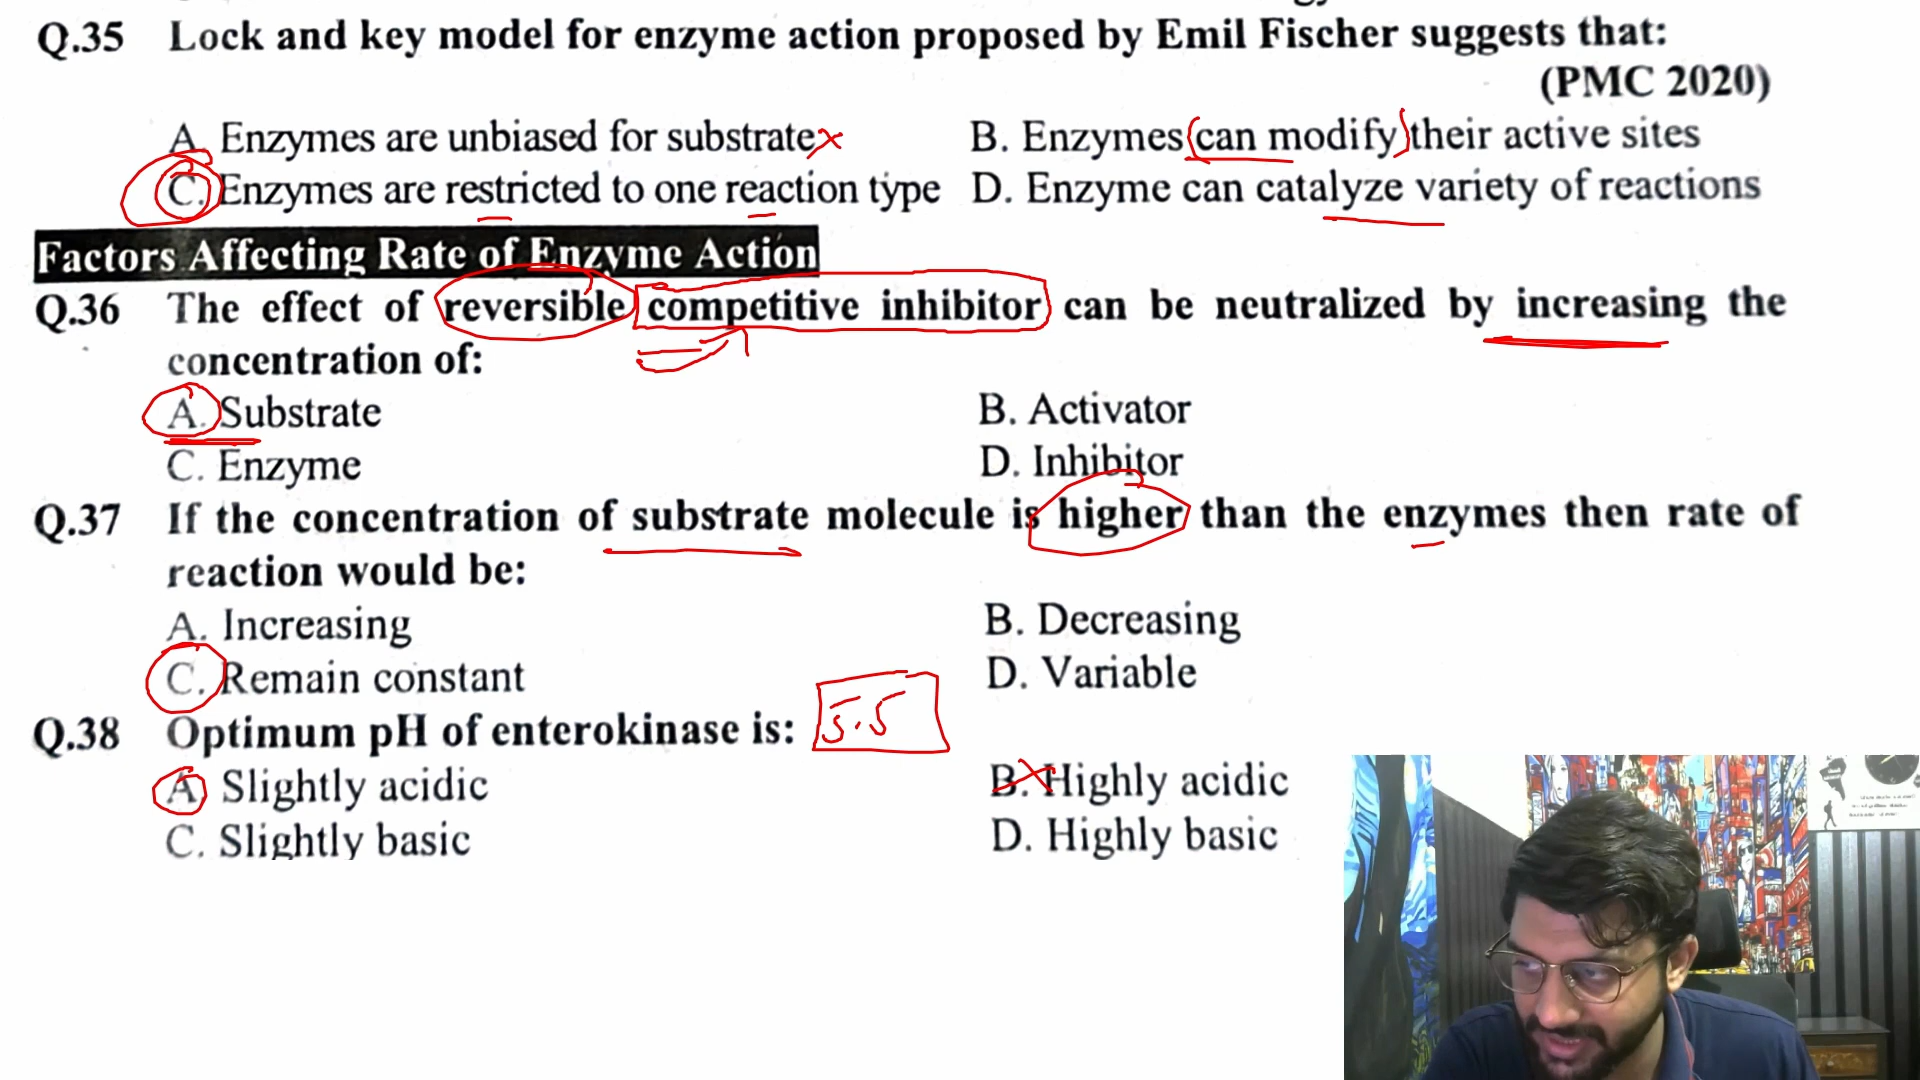 Q.35 Lock and key model for enzyme action proposed by Emil Fischer suggests that:
(PMC 2020)
A. Enzymes are unbiased for substrate B. Enzymes can modify their active sites
C. Enzymes are restricted to one reaction type D. Enzyme can catalyze variety of reactions
Factors Affecting Rate of Enzyme Action
Q.36 The effect of reversible competitive inhibitor can be neutralized by increasing the
concentration of:
A. Substrate B. Activator
C. Enzyme D. Inhibitor
Q.37 If the concentration of substrate molecule is higher than the enzymes then rate of
reaction would be:
A. Increasing B. Decreasing
C. Remain constant D. Variable
Q.38 Optimum pH of enterokinase is: 5.5
A Slightly acidic B. Highly acidic
C. Slightly basic D. Highly basic